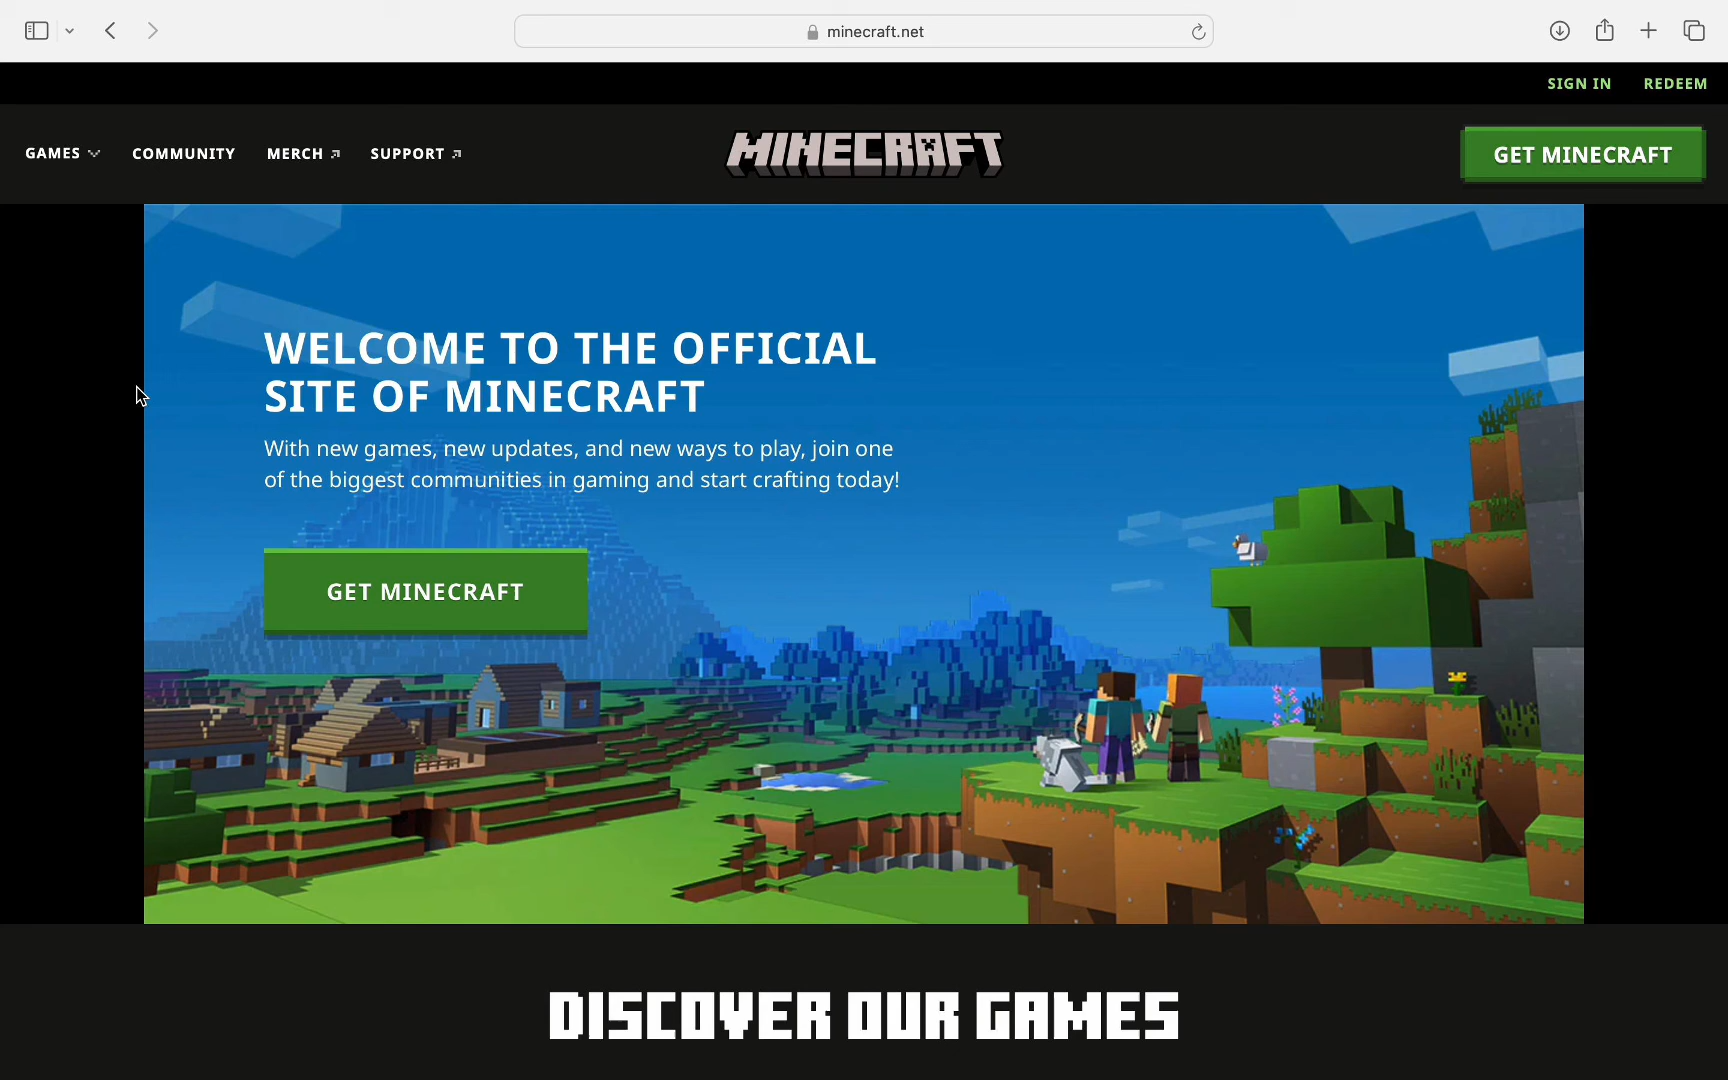 minecraft.net
SIGN IN REDEEM
GAMES COMMUNITY MERCH SUPPORT MINECRAFT GET MINECRAFT
WELCOME TO THE OFFICIAL
SITE OF MINECRAFT
With new games, new updates, and new ways to play, join one
of the biggest communities in gaming and start crafting today!
GET MINECRAFT
DISCOVER OUR GAMES